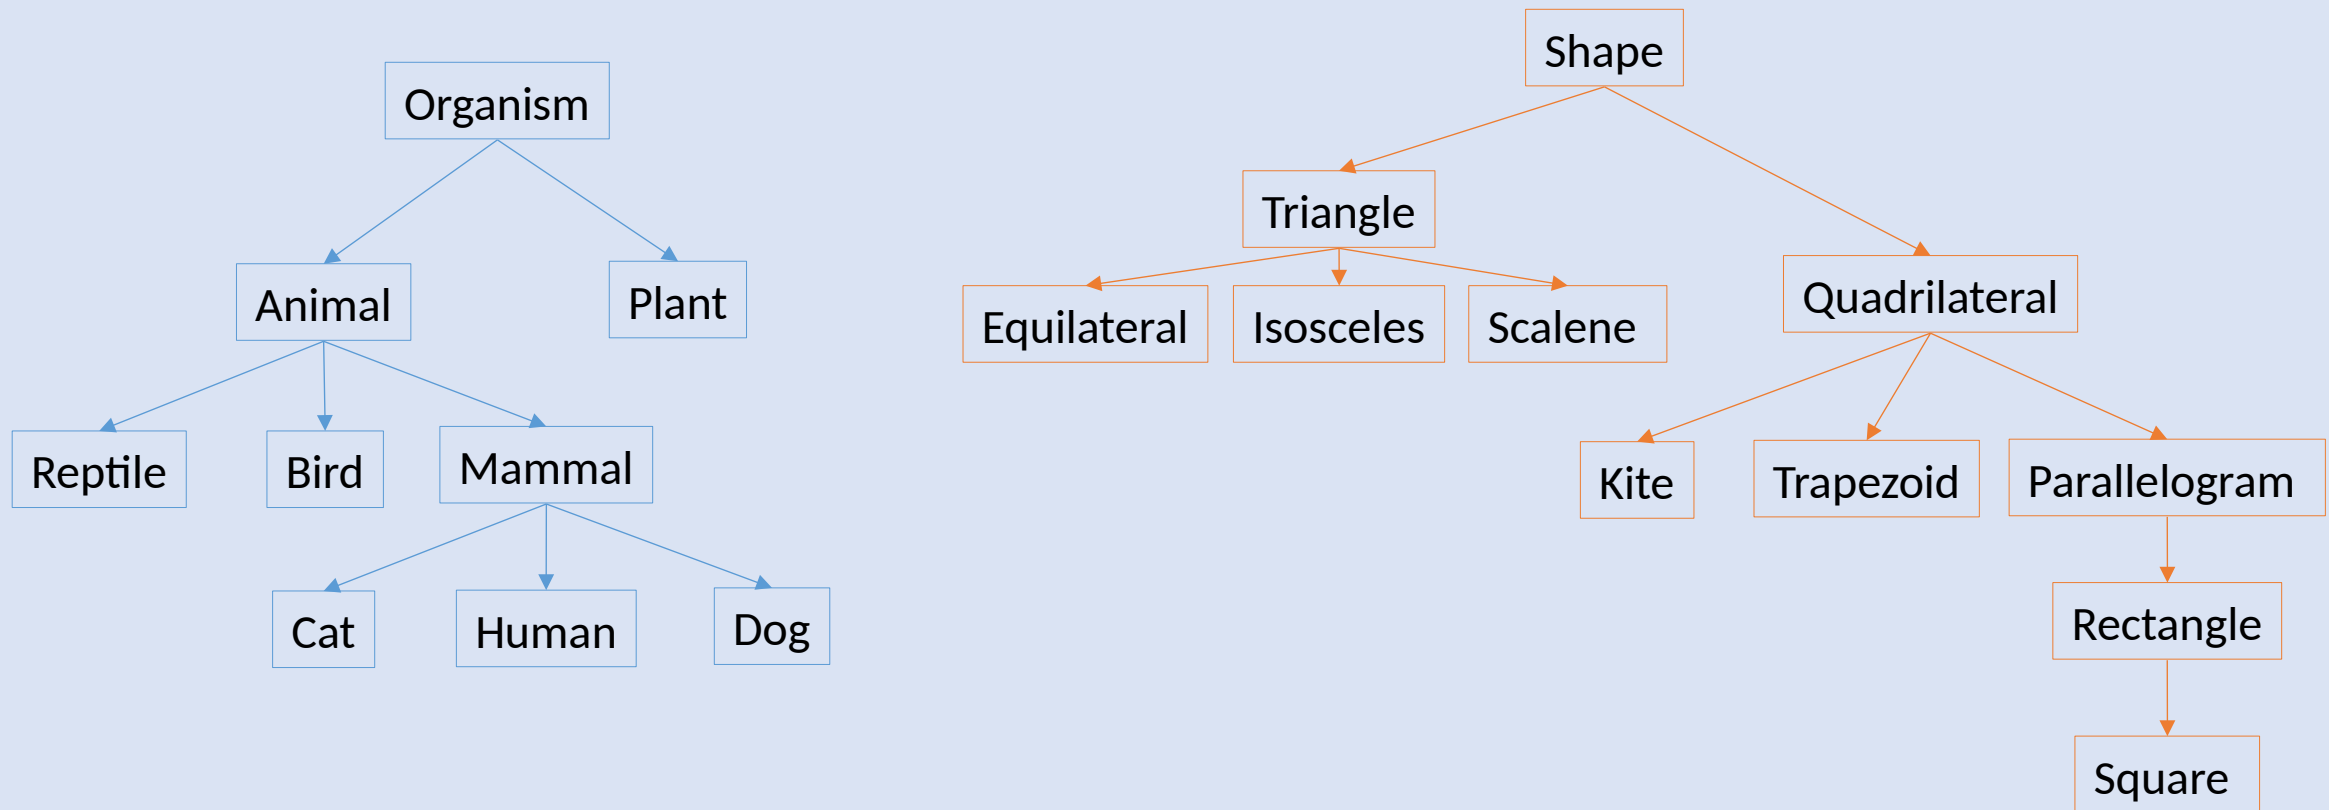 Organism
Animal
Plant
Reptile
Bird
Mammal
Cat
Human
Dog
Shape
Triangle
Equilateral
Isosceles
Scalene
Quadrilateral
Kite
Trapezoid
Parallelogram
Rectangle
Square